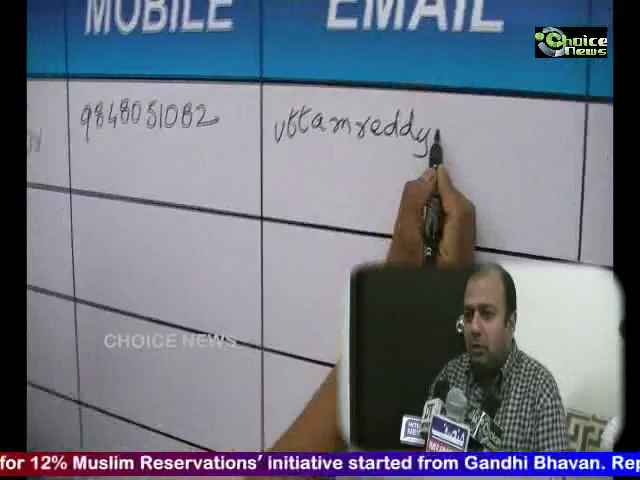 MOBILE EMAIL
Choice News
9848051082 uttamreddy
CHOICE NEWS
for 12% Muslim Reservations' initiative started from Gandhi Bhavan. Rep